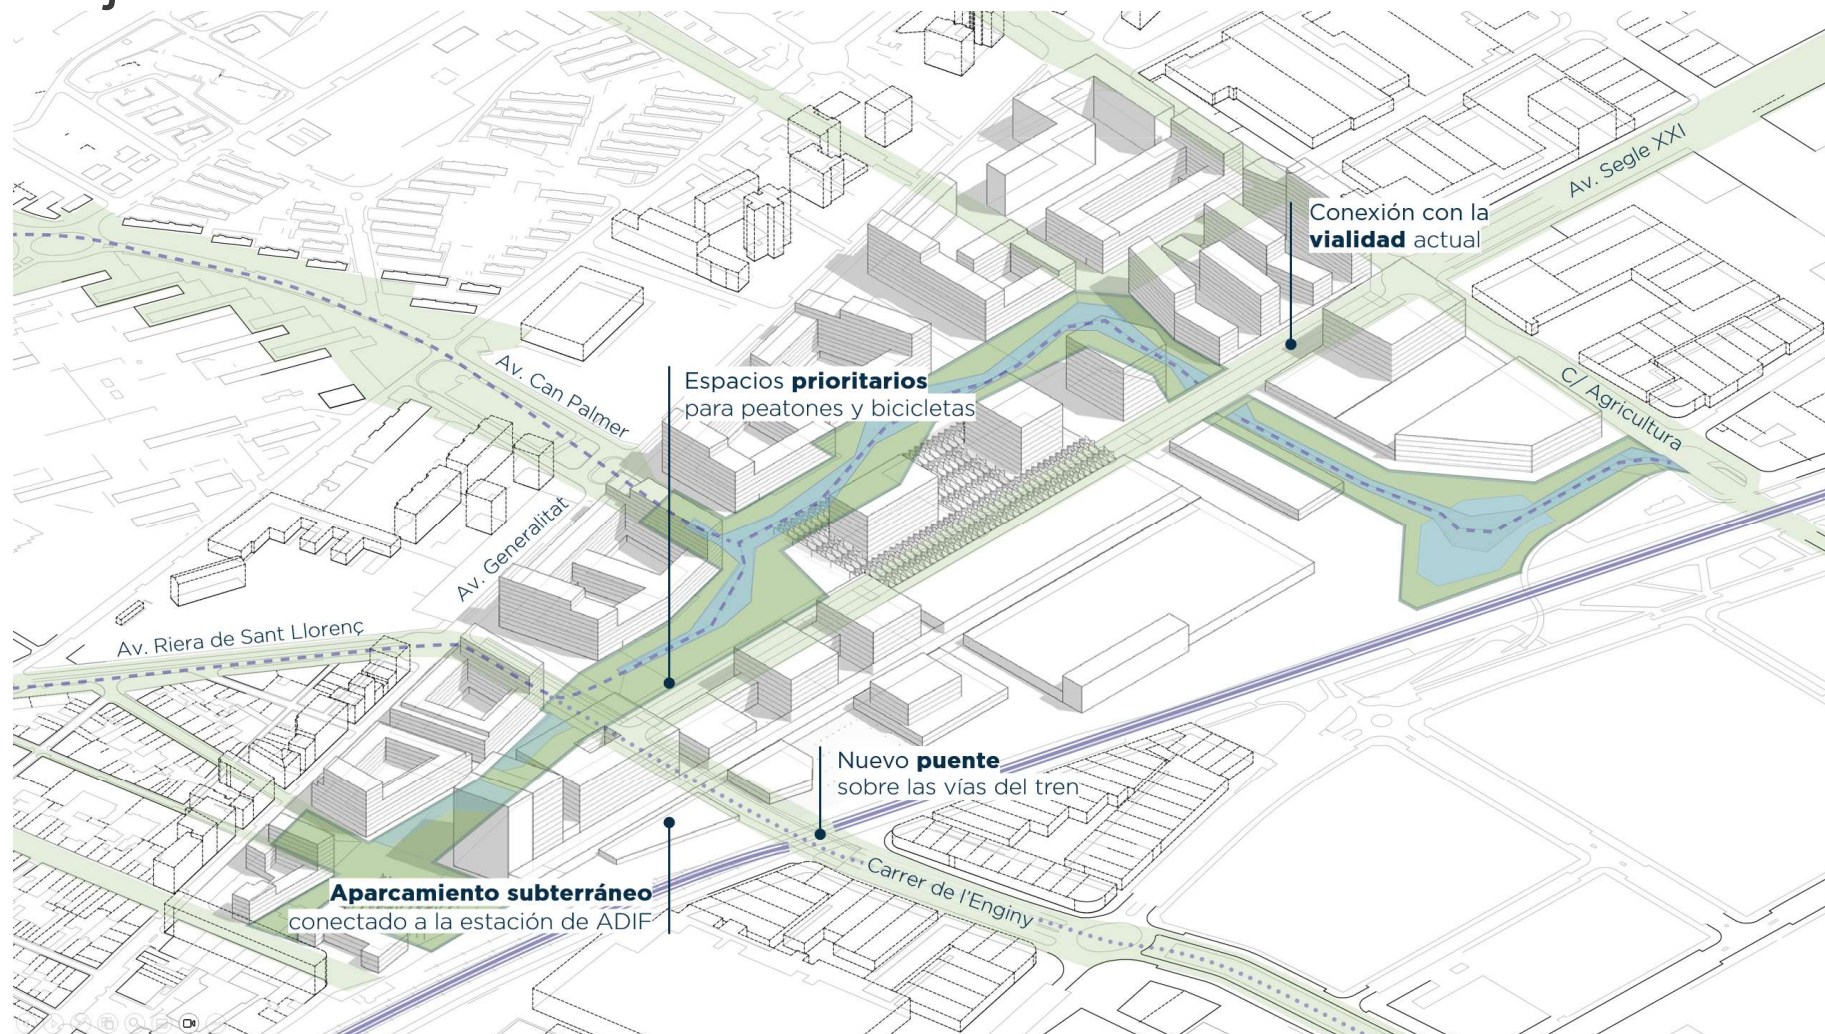 Av. Segle XXI
Conexión con la
vialidad actual
Espacios prioritarios
para peatones y bicicletas
Av. Can Palmer
C/ Agricultura
Av. Generalitat
Av. Riera de Sant Llorenç
Nuevo puente
sobre las vías del tren
Carrer de l'Enginy
Aparcamiento subterráneo
conectado a la estación de ADIF